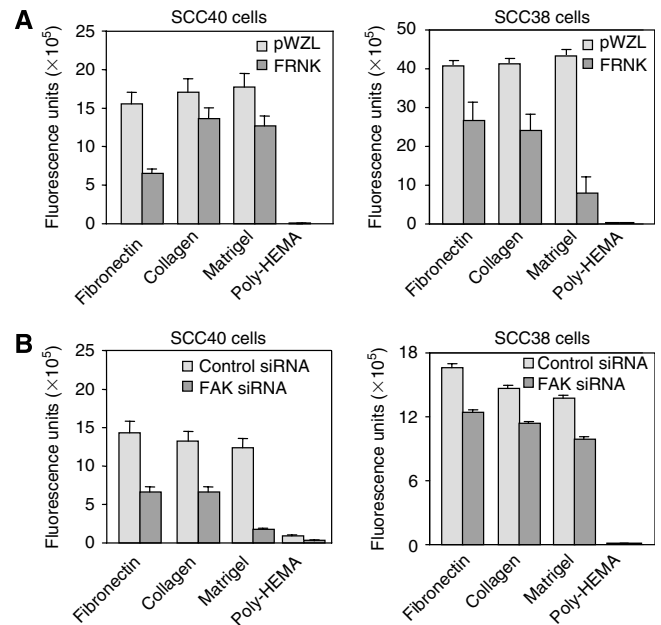 A
SCC40 cells
Fluorescence units (×10⁵)
25
20
15
10
5
0
pWZL
FRNK
Fibronectin
Collagen
Matrigel
Poly-HEMA
SCC38 cells
Fluorescence units (×10⁵)
50
40
30
20
10
0
pWZL
FRNK
Fibronectin
Collagen
Matrigel
Poly-HEMA
B
SCC40 cells
Fluorescence units (×10⁵)
25
20
15
10
5
0
Control siRNA
FAK siRNA
Fibronectin
Collagen
Matrigel
Poly-HEMA
SCC38 cells
Fluorescence units (×10⁵)
18
12
6
0
Control siRNA
FAK siRNA
Fibronectin
Collagen
Matrigel
Poly-HEMA